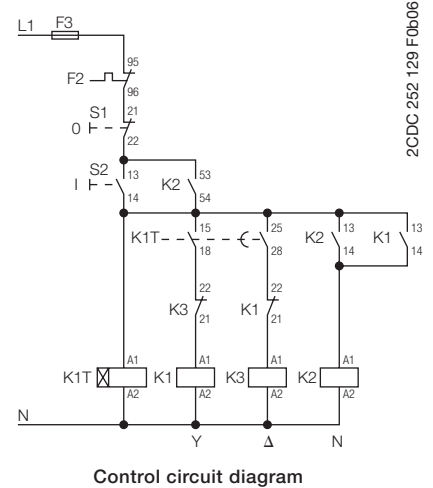 L1 F3
2CDC 252 129 F0b06
95
F2
96
S1 21
0
22
S2 13 K2 53
I
14 54
15 25 13 13
K1T K2 K1
18 28 14 14
22 22
K3 K1
21 21
A1 A1 A1 A1
K1T K1 K3 K2
A2 A2 A2 A2
N
Y Δ N
Control circuit diagram